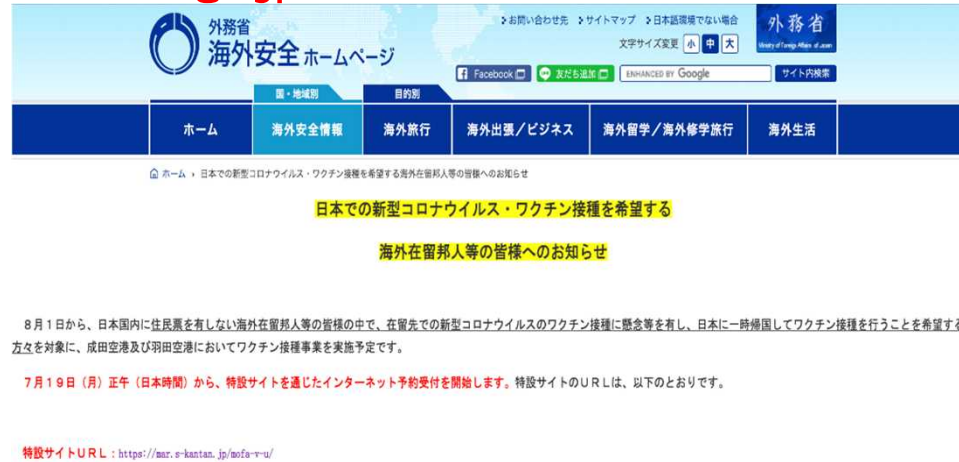 外務省
海外安全 ホームページ
お問い合わせ先 サイトマップ 日本語環境でない場合
文字サイズ変更 小 中 大
外務省
Ministry of Foreign Affairs of Japan
Facebook 友だち追加 ENHANCED BY Google サイト内検索
国・地域別 目的別
ホーム 海外安全情報 海外旅行 海外出張/ビジネス 海外留学/海外修学旅行 海外生活
ホーム › 日本での新型コロナウイルス・ワクチン接種を希望する海外在留邦人等の皆様へのお知らせ
日本での新型コロナウイルス・ワクチン接種を希望する
海外在留邦人等の皆様へのお知らせ
8月1日から、日本国内に住民票を有しない海外在留邦人等の皆様の中で、在留先での新型コロナウイルスのワクチン接種に懸念等を有し、日本に一時帰国してワクチン接種を行うことを希望する
方々を対象に、成田空港及び羽田空港においてワクチン接種事業を実施予定です。
7月19日(月)正午(日本時間)から、特設サイトを通じたインターネット予約受付を開始します。特設サイトのURLは、以下のとおりです。
特設サイトURL:https://mar.s-kantan.jp/mofa-v-u/